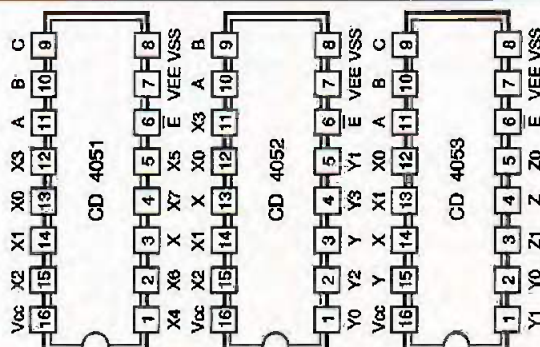 Vcc X2 X1 X0 X3 A B C
16 15 14 13 12 11 10 9
CD 4051
1 2 3 4 5 6 7 8
X4 X6 X X7 X5 E̅ VEE VSS
Vcc X2 X1 X X0 X3 A B
16 15 14 13 12 11 10 9
CD 4052
1 2 3 4 5 6 7 8
Y0 Y2 Y Y3 Y1 E̅ VEE VSS
Vcc Y X X1 X0 A B C
16 15 14 13 12 11 10 9
CD 4053
1 2 3 4 5 6 7 8
Y1 Y0 Z1 Z Z0 E̅ VEE VSS